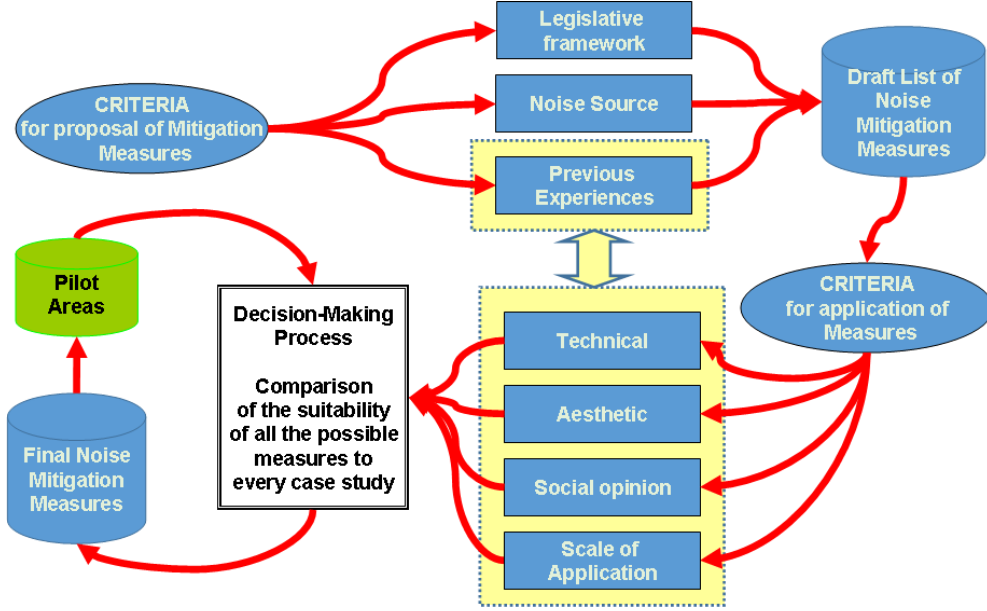 Legislative
framework
CRITERIA
for proposal of Mitigation
Measures
Noise Source
Previous
Experiences
Draft List of
Noise
Mitigation
Measures
CRITERIA
for application of
Measures
Technical
Aesthetic
Social opinion
Scale of
Application
Decision-Making
Process
Comparison
of the suitability
of all the possible
measures to
every case study
Final Noise
Mitigation
Measures
Pilot
Areas